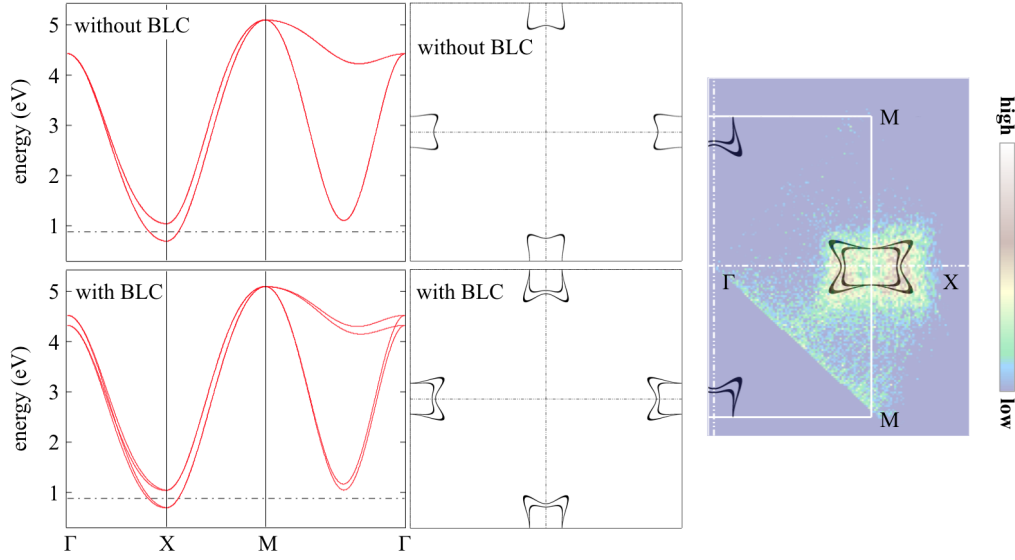 without BLC
energy (eV)
5
4
3
2
1
without BLC
with BLC
energy (eV)
5
4
3
2
1
Γ X M Γ
with BLC
M
Γ X
M
high
low